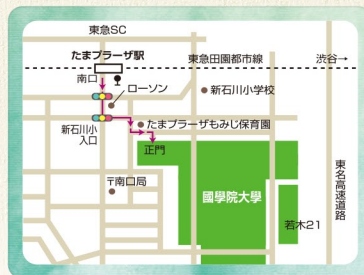 東急SC
たまプラーザ駅
東急田園都市線
渋谷→
南口
ローソン
新石川小学校
新石川小
入口
たまプラーザもみじ保育園
正門
〒南口局
國學院大學
若木21
東名高速道路